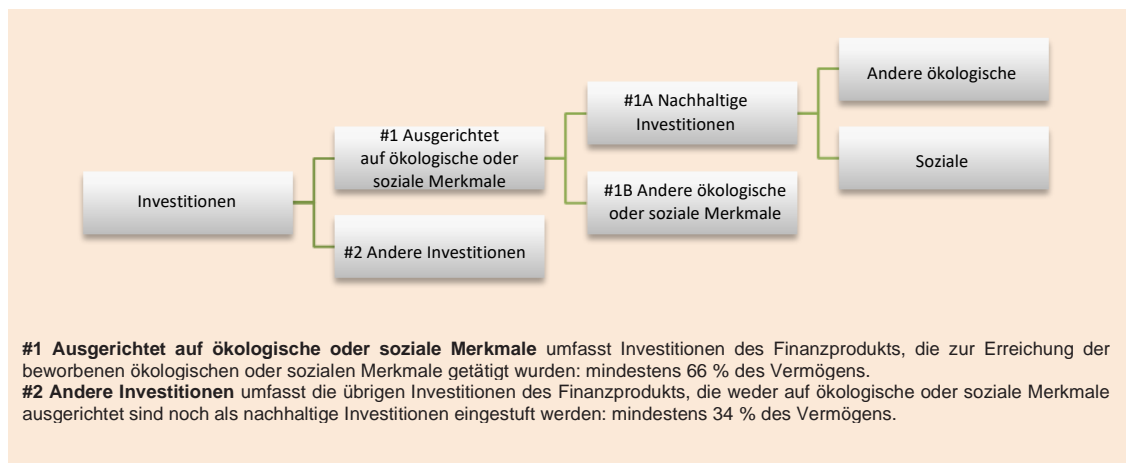 Andere ökologische
#1A Nachhaltige
Investitionen
#1 Ausgerichtet
auf ökologische oder
soziale Merkmale
Soziale
Investitionen
#1B Andere ökologische
oder soziale Merkmale
#2 Andere Investitionen
#1 Ausgerichtet auf ökologische oder soziale Merkmale umfasst Investitionen des Finanzprodukts, die zur Erreichung der
beworbenen ökologischen oder sozialen Merkmale getätigt wurden: mindestens 66 % des Vermögens.
#2 Andere Investitionen umfasst die übrigen Investitionen des Finanzprodukts, die weder auf ökologische oder soziale Merkmale
ausgerichtet sind noch als nachhaltige Investitionen eingestuft werden: mindestens 34 % des Vermögens.